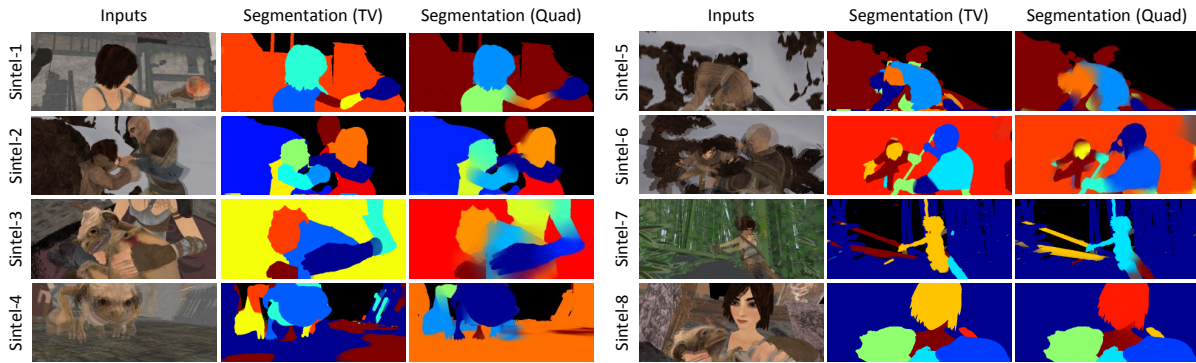 Inputs Segmentation (TV) Segmentation (Quad) Inputs Segmentation (TV) Segmentation (Quad)
Sintel-1
Sintel-2
Sintel-3
Sintel-4
Sintel-5
Sintel-6
Sintel-7
Sintel-8